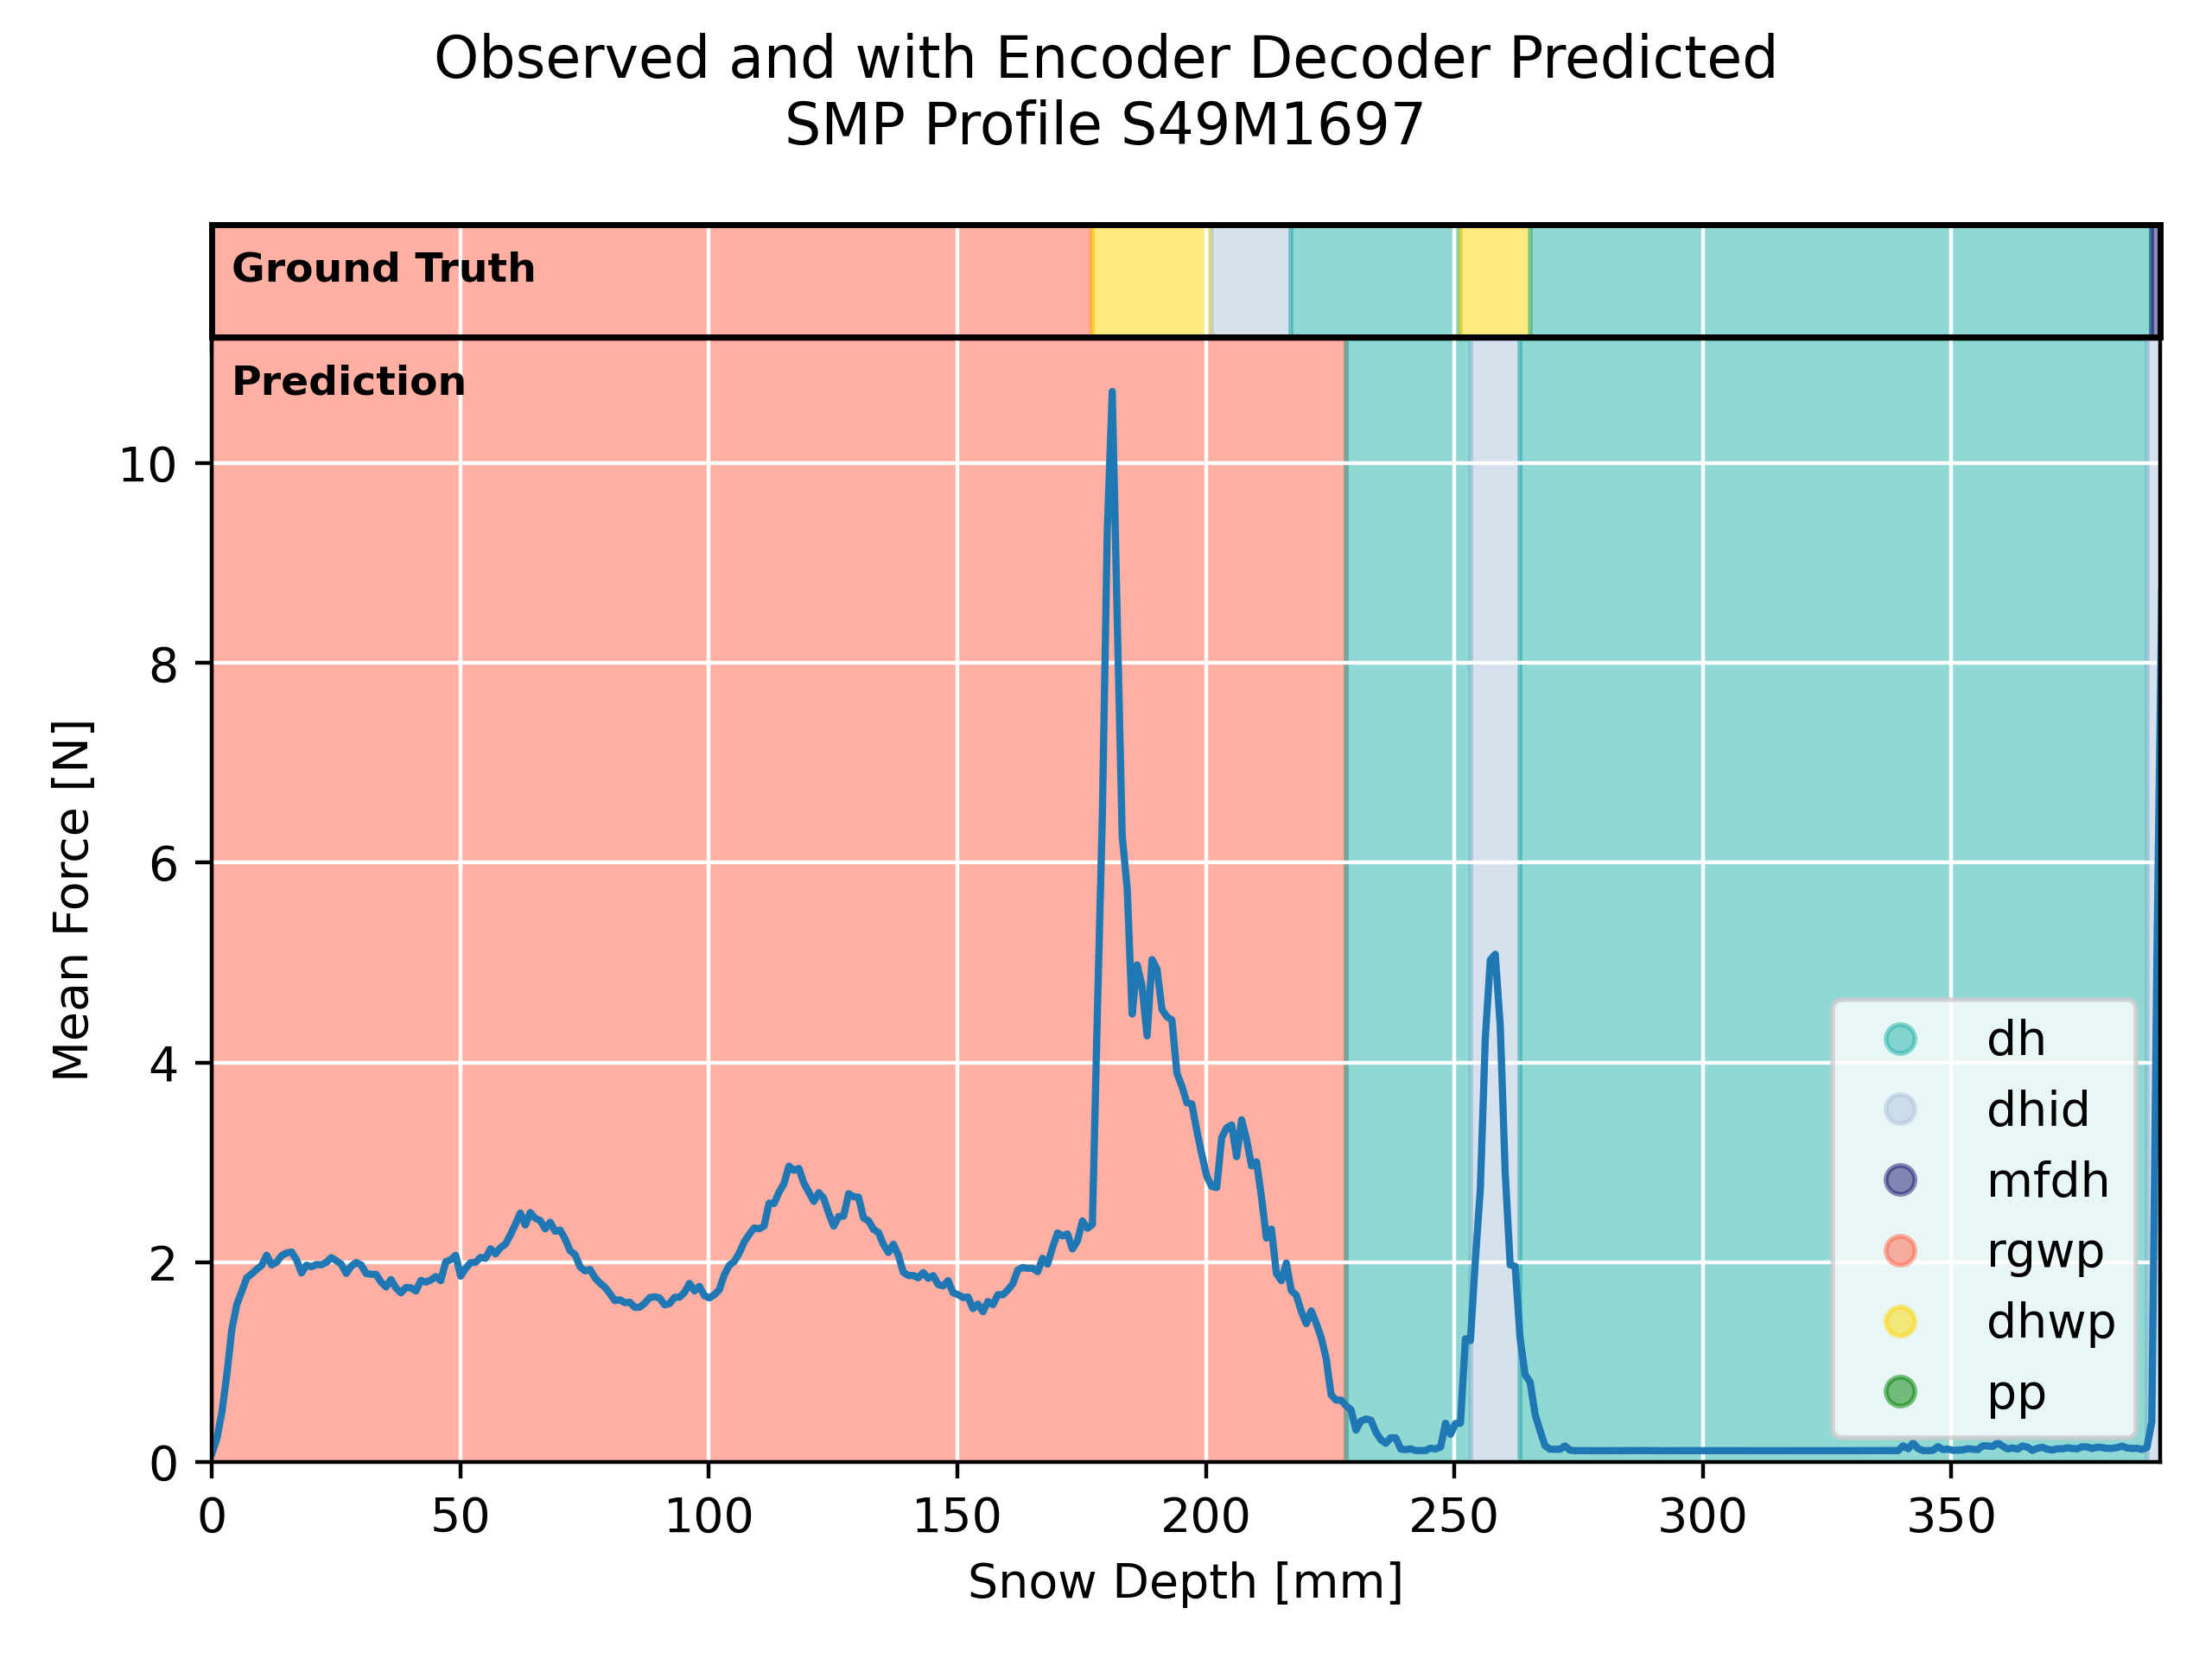 Observed and with Encoder Decoder Predicted
SMP Profile S49M1697
Ground Truth
Prediction
10
8
6
4
2
0
Mean Force [N]
dh
dhid
mfdh
rgwp
dhwp
pp
0 50 100 150 200 250 300 350
Snow Depth [mm]